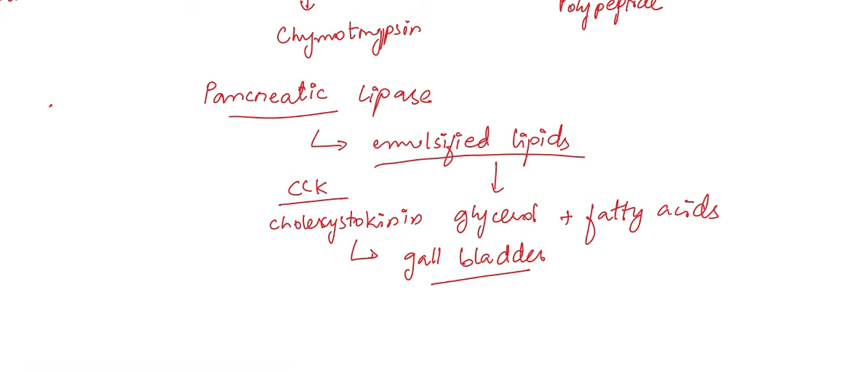 Polypeptide
Chymotrypsin
Pancreatic lipase
↳ emulsified lipids
↓
CCK
cholecystokinin glycerol + fatty acids
↳ gall bladder